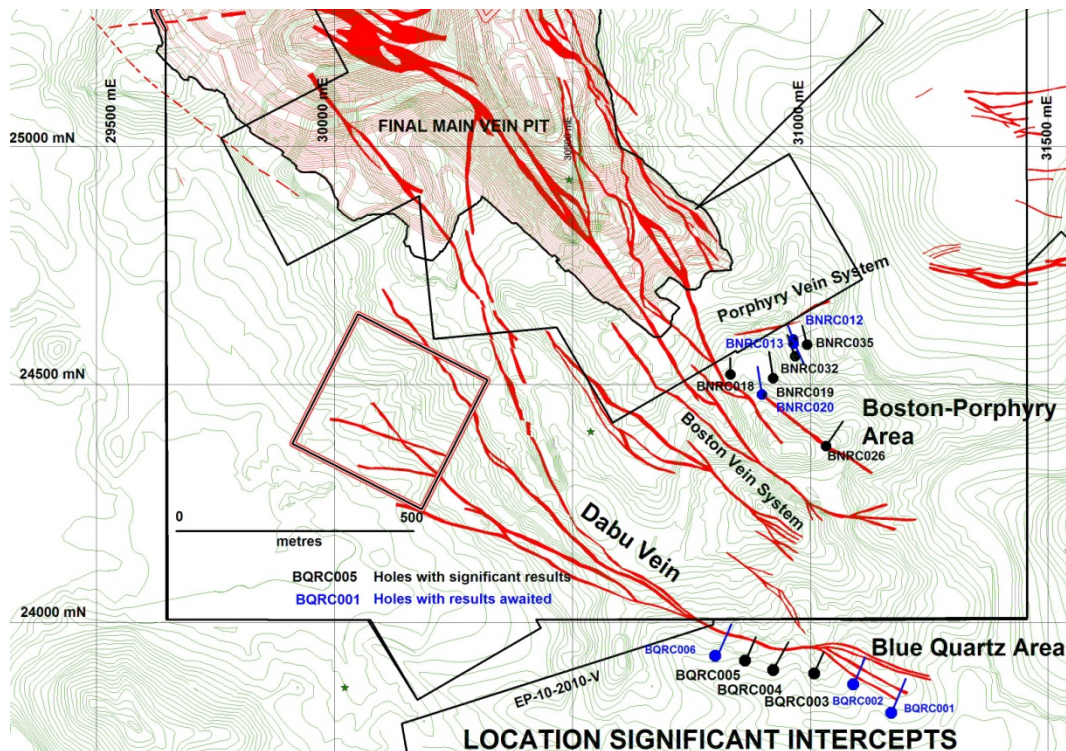 29500 mE
30000 mE
30500 mE
31000 mE
31500 mE
25000 mN
FINAL MAIN VEIN PIT
Porphyry Vein System
BNRC012
BNRC013
BNRC035
BNRC032
24500 mN
BNRC018
BNRC019
BNRC020
Boston-Porphyry
Area
BNRC026
Boston Vein System
0
500
metres
Dabu Vein
BQRC005 Holes with significant results
BQRC001 Holes with results awaited
24000 mN
Blue Quartz Area
BQRC006
BQRC005
BQRC004
BQRC003
BQRC002
BQRC001
EP-10-2010-V
LOCATION SIGNIFICANT INTERCEPTS